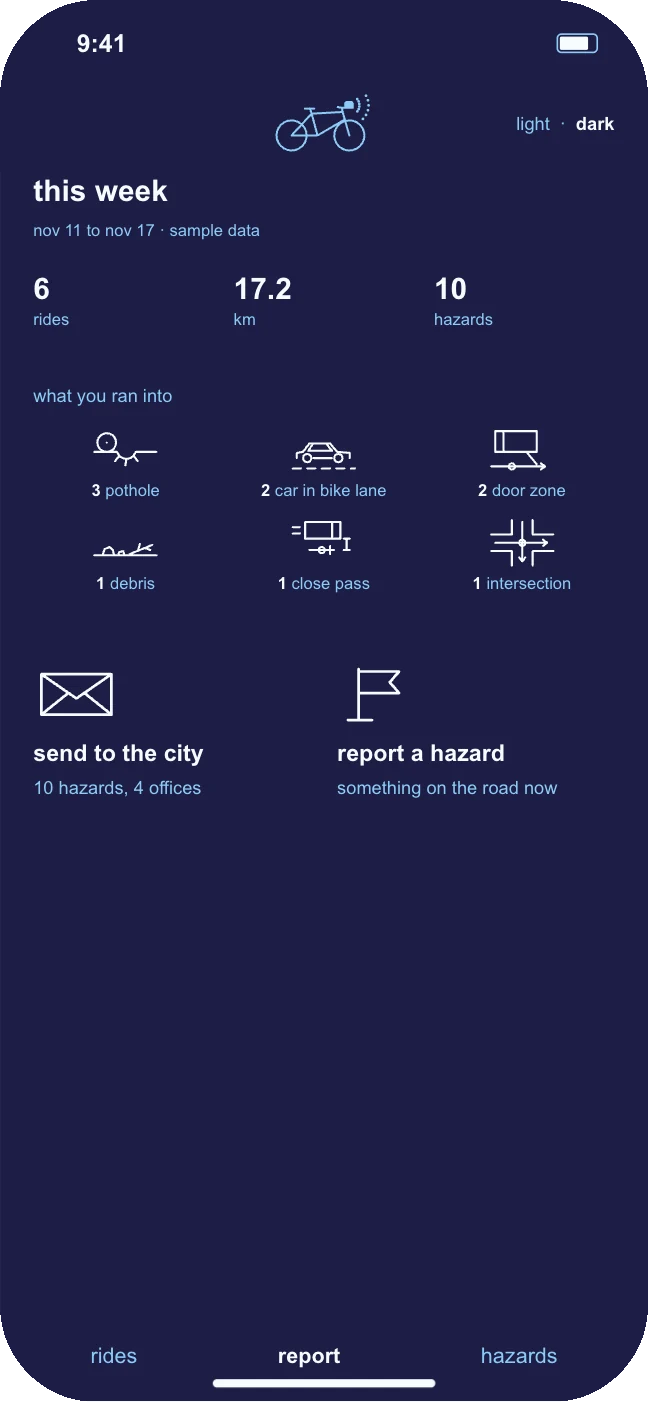 9:41
light · dark
this week
nov 11 to nov 17 · sample data
6 17.2 10
rides km hazards
what you ran into
3 pothole 2 car in bike lane 2 door zone
1 debris 1 close pass 1 intersection
send to the city report a hazard
10 hazards, 4 offices something on the road now
rides report hazards